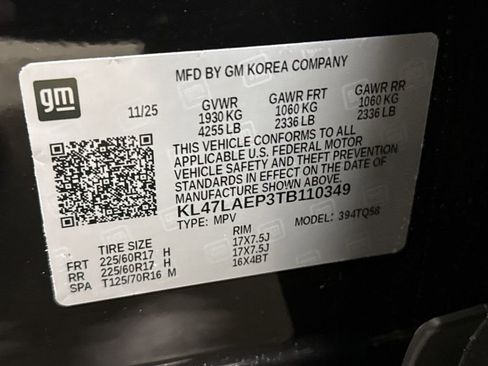 MFD BY GM KOREA COMPANY
gm
11/25
GVWR GAWR FRT GAWR RR
1930 KG 1060 KG 1060 KG
4255 LB 2336 LB 2336 LB
THIS VEHICLE CONFORMS TO ALL
APPLICABLE U.S. FEDERAL MOTOR
VEHICLE SAFETY AND THEFT PREVENTION
STANDARDS IN EFFECT ON THE DATE OF
MANUFACTURE SHOWN ABOVE.
KL47LAEP3TB110349
TYPE: MPV MODEL: 394TQ58
TIRE SIZE RIM
FRT 225/60R17 H 17X7.5J
RR 225/60R17 H 17X7.5J
SPA T125/70R16 M 16X4BT